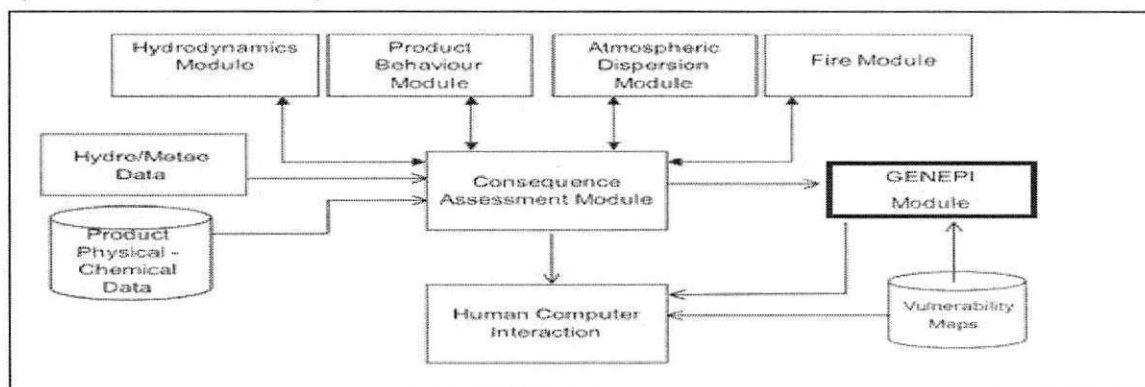 Hydrodynamics
Module
Product
Behaviour
Module
Atmospheric
Dispersion
Module
Fire Module
Hydro/Meteo
Data
Consequence
Assessment Module
GENEPI
Module
Product
Physical -
Chemical
Data
Human Computer
Interaction
Vulnerability
Maps